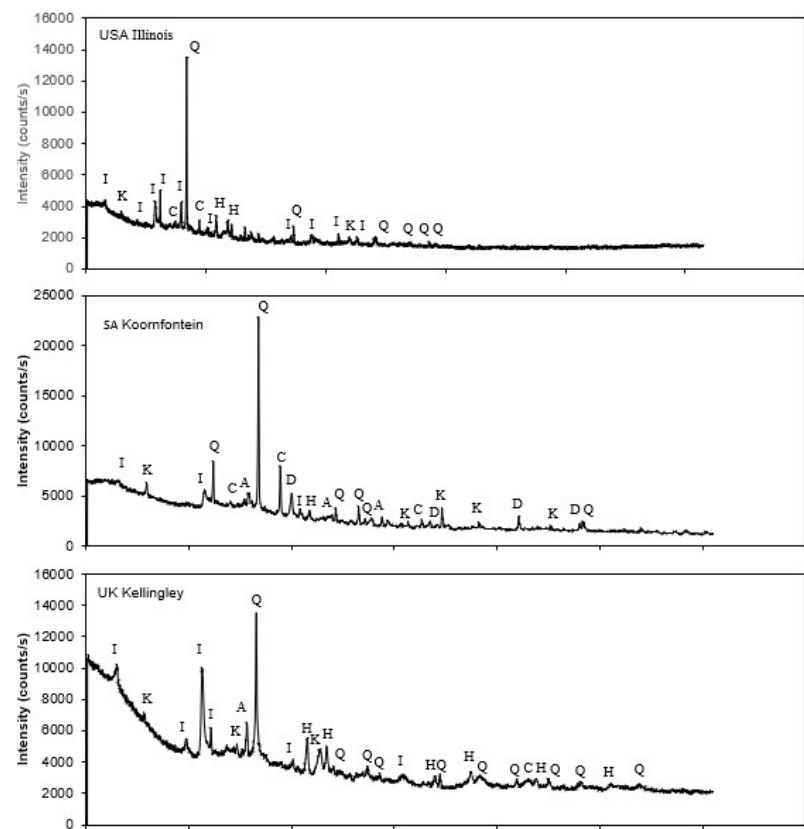 USA Illinois
Intensity (counts/s)
16000
14000
12000
10000
8000
6000
4000
2000
0
I K I I I C I Q C I H H I Q I I K I Q Q Q Q
SA Koornfontein
Intensity (counts/s)
25000
20000
15000
10000
5000
0
I K I Q C A Q C D I H A Q Q Q A K C D K K D K D Q
UK Kellingley
Intensity (counts/s)
16000
14000
12000
10000
8000
6000
4000
2000
0
I K I I I K A Q I H K H Q Q Q I H Q H Q Q C H Q H Q